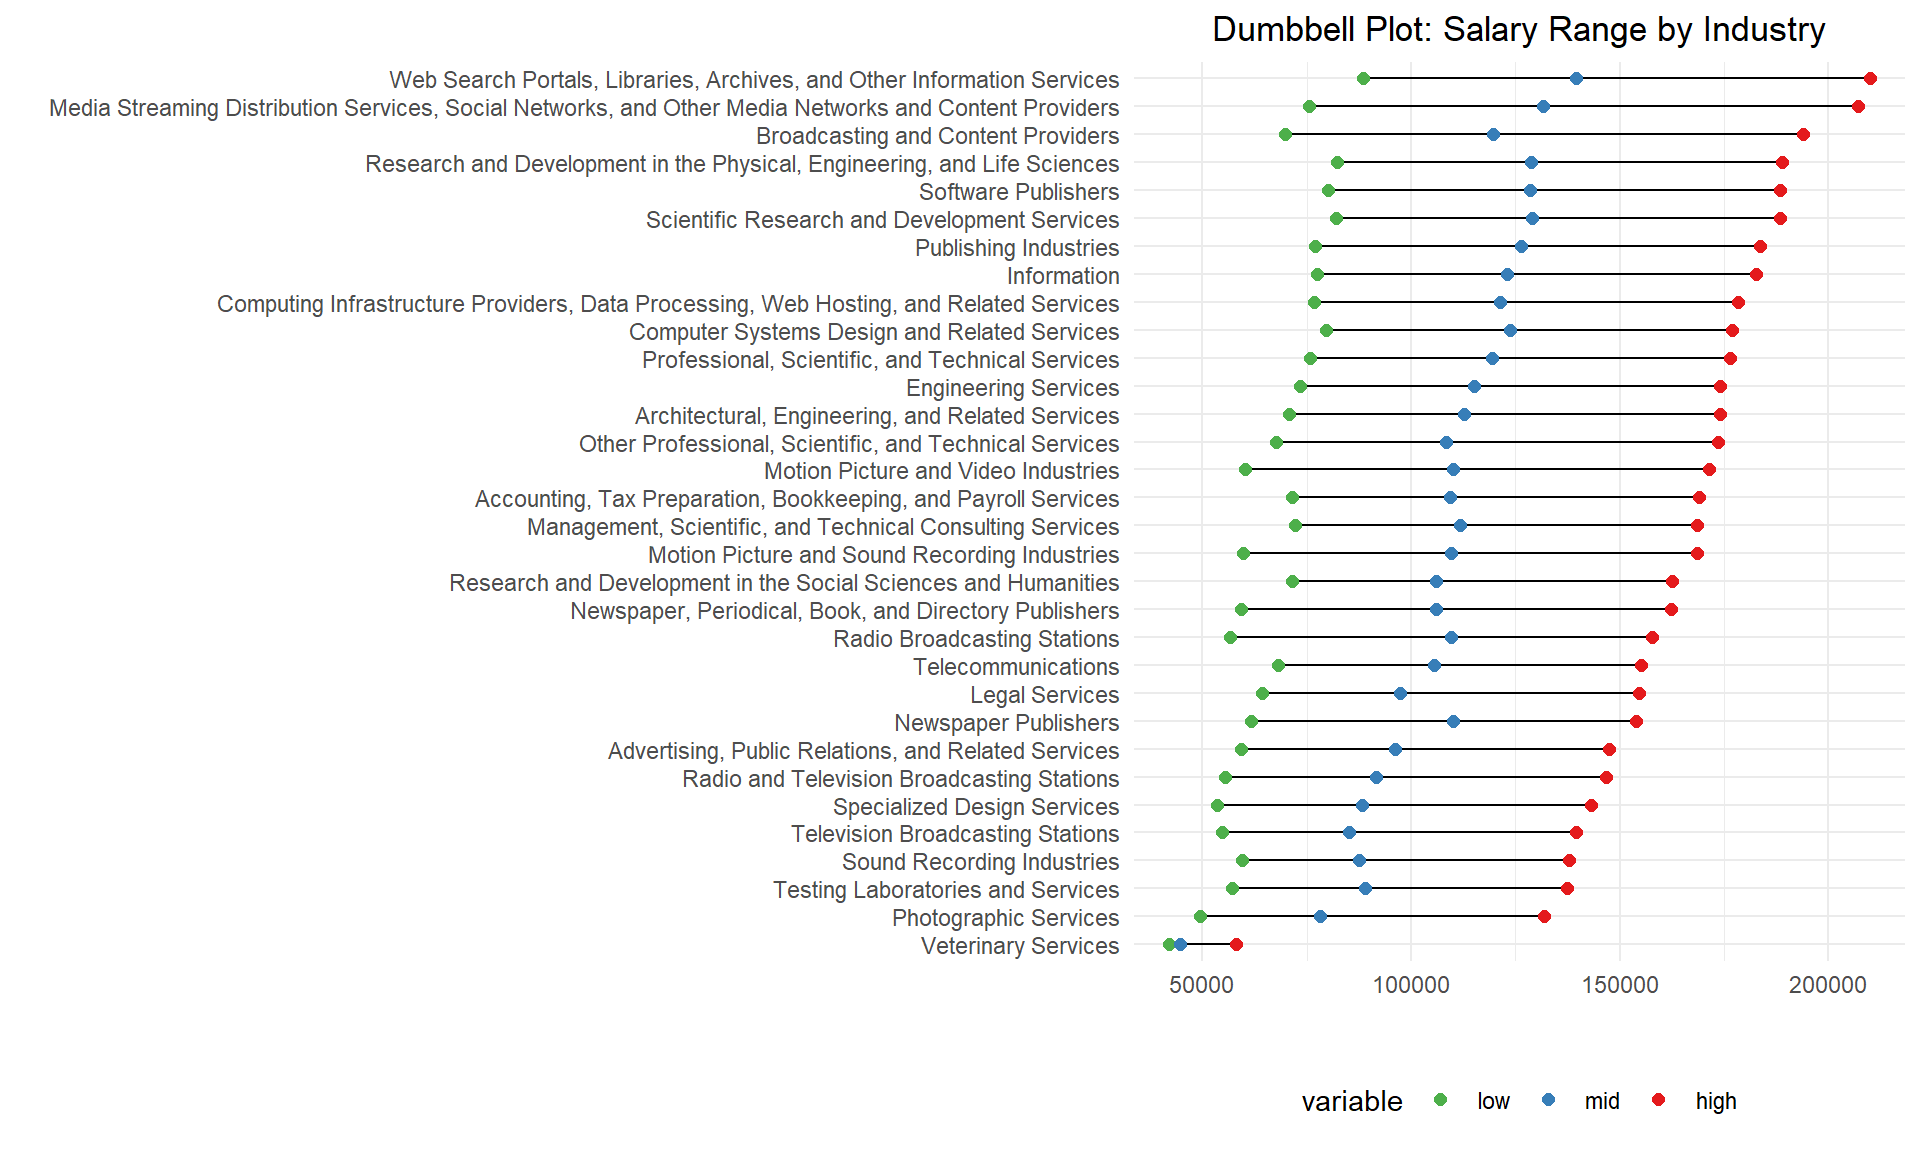 Dumbbell Plot: Salary Range by Industry
Web Search Portals, Libraries, Archives, and Other Information Services
Media Streaming Distribution Services, Social Networks, and Other Media Networks and Content Providers
Broadcasting and Content Providers
Research and Development in the Physical, Engineering, and Life Sciences
Software Publishers
Scientific Research and Development Services
Publishing Industries
Information
Computing Infrastructure Providers, Data Processing, Web Hosting, and Related Services
Computer Systems Design and Related Services
Professional, Scientific, and Technical Services
Engineering Services
Architectural, Engineering, and Related Services
Other Professional, Scientific, and Technical Services
Motion Picture and Video Industries
Accounting, Tax Preparation, Bookkeeping, and Payroll Services
Management, Scientific, and Technical Consulting Services
Motion Picture and Sound Recording Industries
Research and Development in the Social Sciences and Humanities
Newspaper, Periodical, Book, and Directory Publishers
Radio Broadcasting Stations
Telecommunications
Legal Services
Newspaper Publishers
Advertising, Public Relations, and Related Services
Radio and Television Broadcasting Stations
Specialized Design Services
Television Broadcasting Stations
Sound Recording Industries
Testing Laboratories and Services
Photographic Services
Veterinary Services
50000 100000 150000 200000
variable low mid high